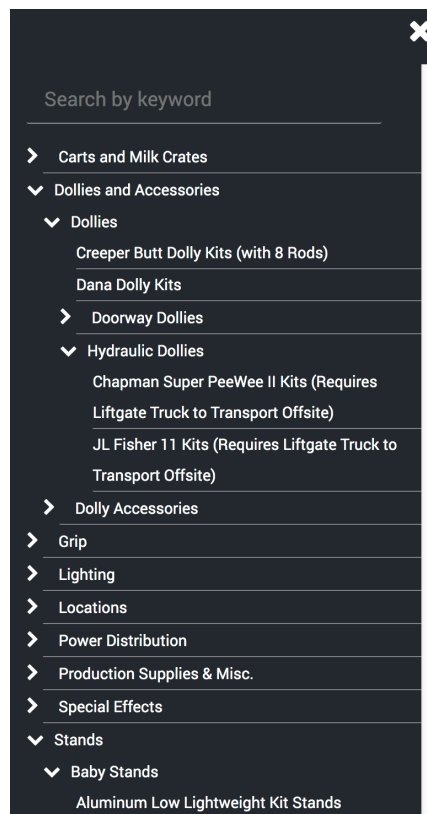 Search by keyword
Carts and Milk Crates
Dollies and Accessories
Dollies
Creeper Butt Dolly Kits (with 8 Rods)
Dana Dolly Kits
Doorway Dollies
Hydraulic Dollies
Chapman Super PeeWee II Kits (Requires
Liftgate Truck to Transport Offsite)
JL Fisher 11 Kits (Requires Liftgate Truck to
Transport Offsite)
Dolly Accessories
Grip
Lighting
Locations
Power Distribution
Production Supplies & Misc.
Special Effects
Stands
Baby Stands
Aluminum Low Lightweight Kit Stands